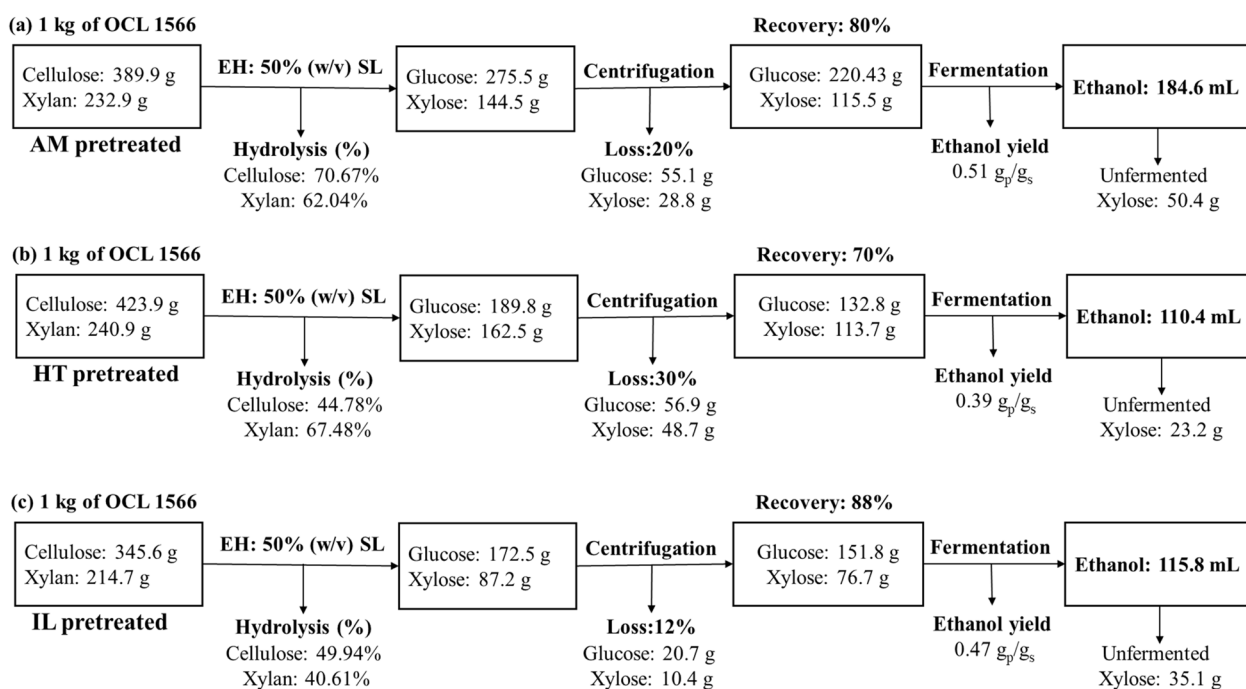 (a) 1 kg of OCL 1566
Recovery: 80%
Cellulose: 389.9 g
Xylan: 232.9 g
AM pretreated
EH: 50% (w/v) SL
Hydrolysis (%)
Cellulose: 70.67%
Xylan: 62.04%
Glucose: 275.5 g
Xylose: 144.5 g
Centrifugation
Loss:20%
Glucose: 55.1 g
Xylose: 28.8 g
Glucose: 220.43 g
Xylose: 115.5 g
Fermentation
Ethanol yield
0.51 gp/gs
Ethanol: 184.6 mL
Unfermented
Xylose: 50.4 g
(b) 1 kg of OCL 1566
Recovery: 70%
Cellulose: 423.9 g
Xylan: 240.9 g
HT pretreated
EH: 50% (w/v) SL
Hydrolysis (%)
Cellulose: 44.78%
Xylan: 67.48%
Glucose: 189.8 g
Xylose: 162.5 g
Centrifugation
Loss:30%
Glucose: 56.9 g
Xylose: 48.7 g
Glucose: 132.8 g
Xylose: 113.7 g
Fermentation
Ethanol yield
0.39 gp/gs
Ethanol: 110.4 mL
Unfermented
Xylose: 23.2 g
(c) 1 kg of OCL 1566
Recovery: 88%
Cellulose: 345.6 g
Xylan: 214.7 g
IL pretreated
EH: 50% (w/v) SL
Hydrolysis (%)
Cellulose: 49.94%
Xylan: 40.61%
Glucose: 172.5 g
Xylose: 87.2 g
Centrifugation
Loss:12%
Glucose: 20.7 g
Xylose: 10.4 g
Glucose: 151.8 g
Xylose: 76.7 g
Fermentation
Ethanol yield
0.47 gp/gs
Ethanol: 115.8 mL
Unfermented
Xylose: 35.1 g